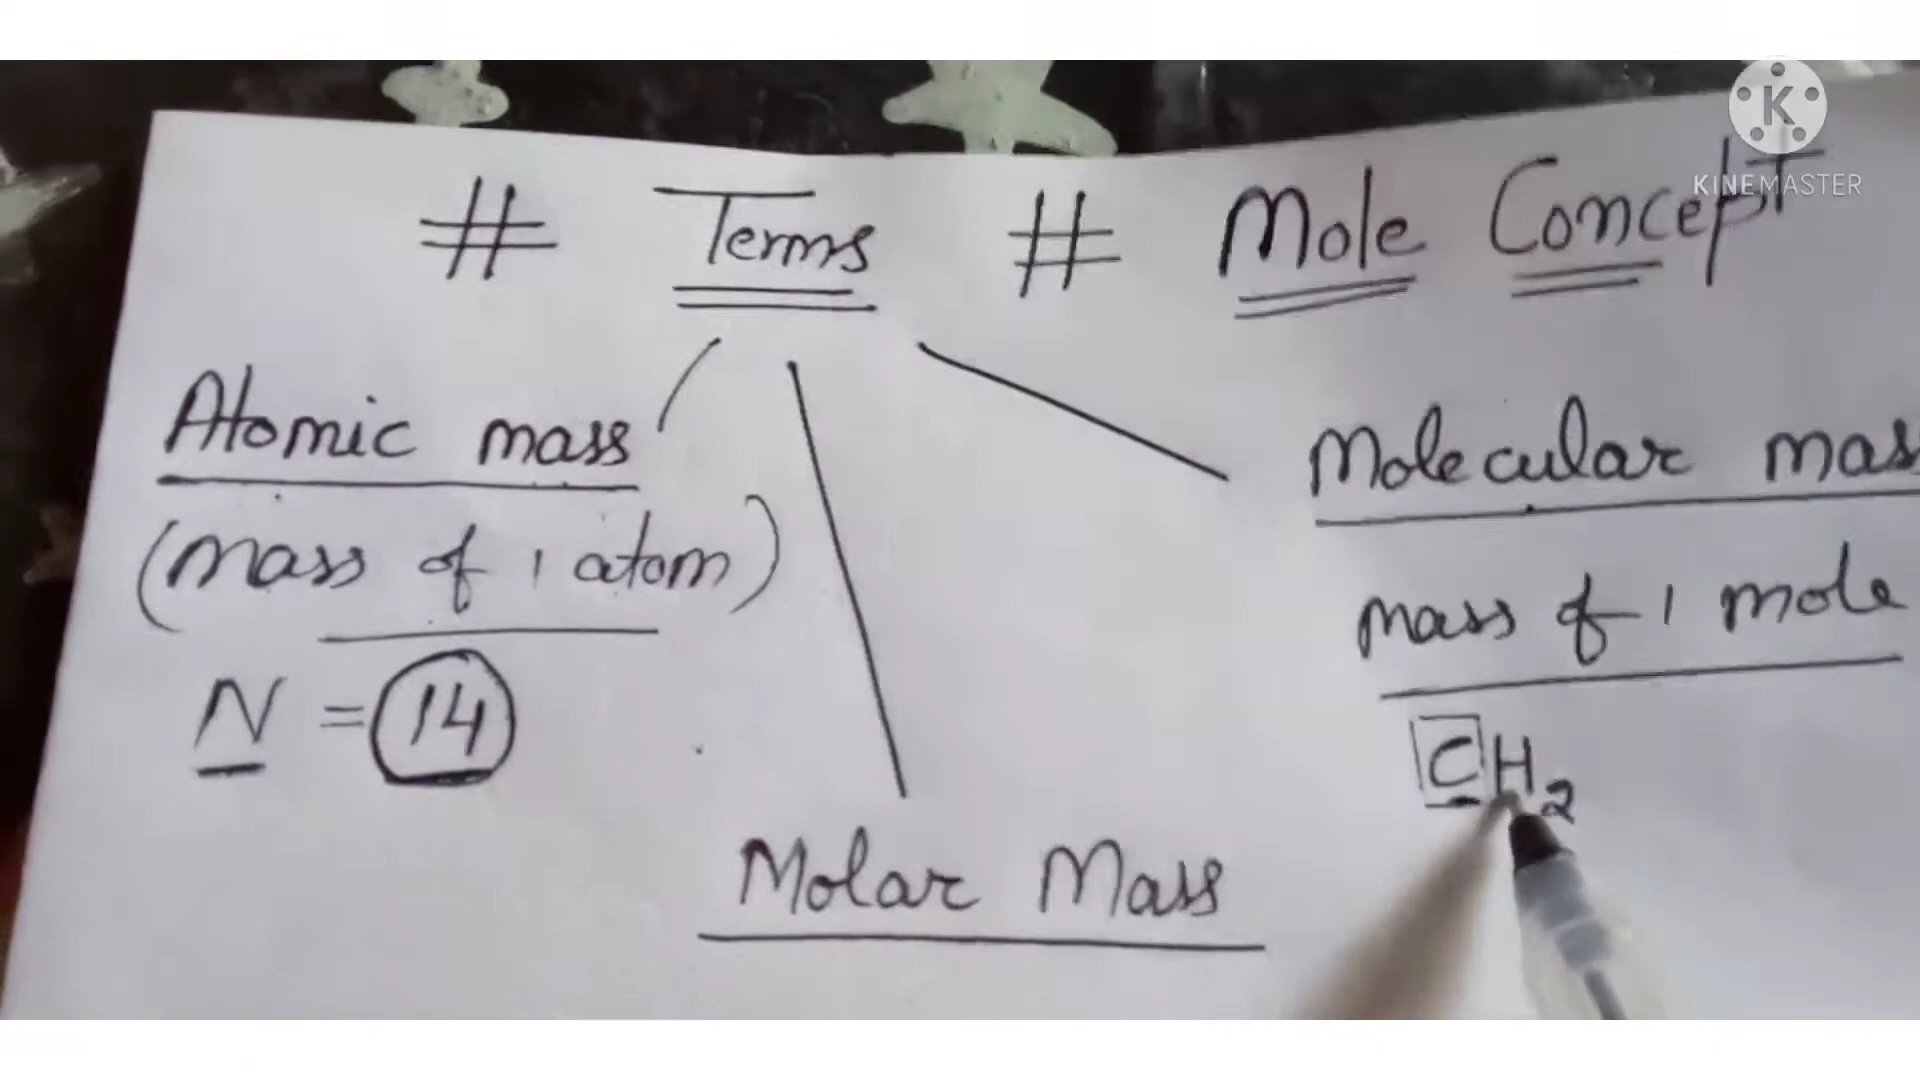 K
KINEMASTER
# Terms # Mole Concept
Atomic mass
(Mass of 1 atom)
N = 14
Molecular mas
mass of 1 mole
CH2
Molar Mass